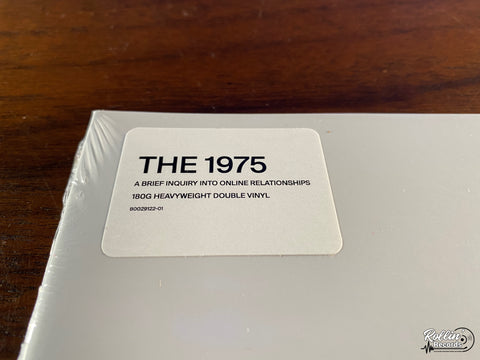 THE 1975
A BRIEF INQUIRY INTO ONLINE RELATIONSHIPS
180G HEAVYWEIGHT DOUBLE VINYL
B0029122-01
Rollin'
Records